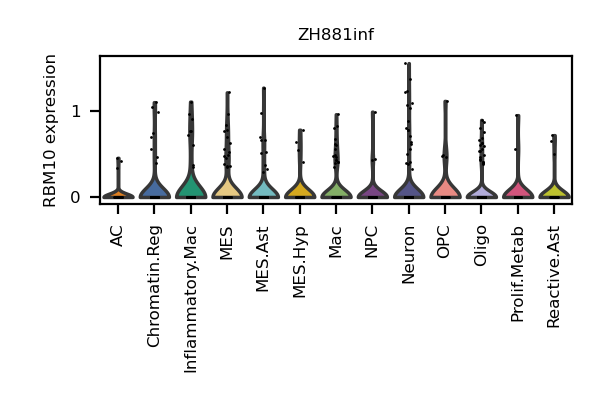 ZH881inf
RBM10 expression
1
0
AC
Chromatin.Reg
Inflammatory.Mac
MES
MES.Ast
MES.Hyp
Mac
NPC
Neuron
OPC
Oligo
Prolif.Metab
Reactive.Ast